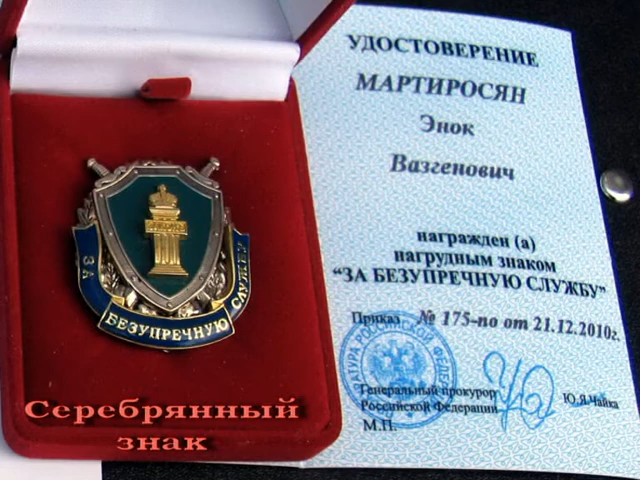 УДОСТОВЕРЕНИЕ
МАРТИРОСЯН
Энок
Вазгенович
награжден (а)
нагрудным знаком
“ЗА БЕЗУПРЕЧНУЮ СЛУЖБУ”
Приказ № 175-по от 21.12.2010г.
Генеральный прокурор
Российской Федерации
Ю.Я.Чайка
М.П.
ЗА
БЕЗУПРЕЧНУЮ
СЛУЖБУ
Серебрянный
знак